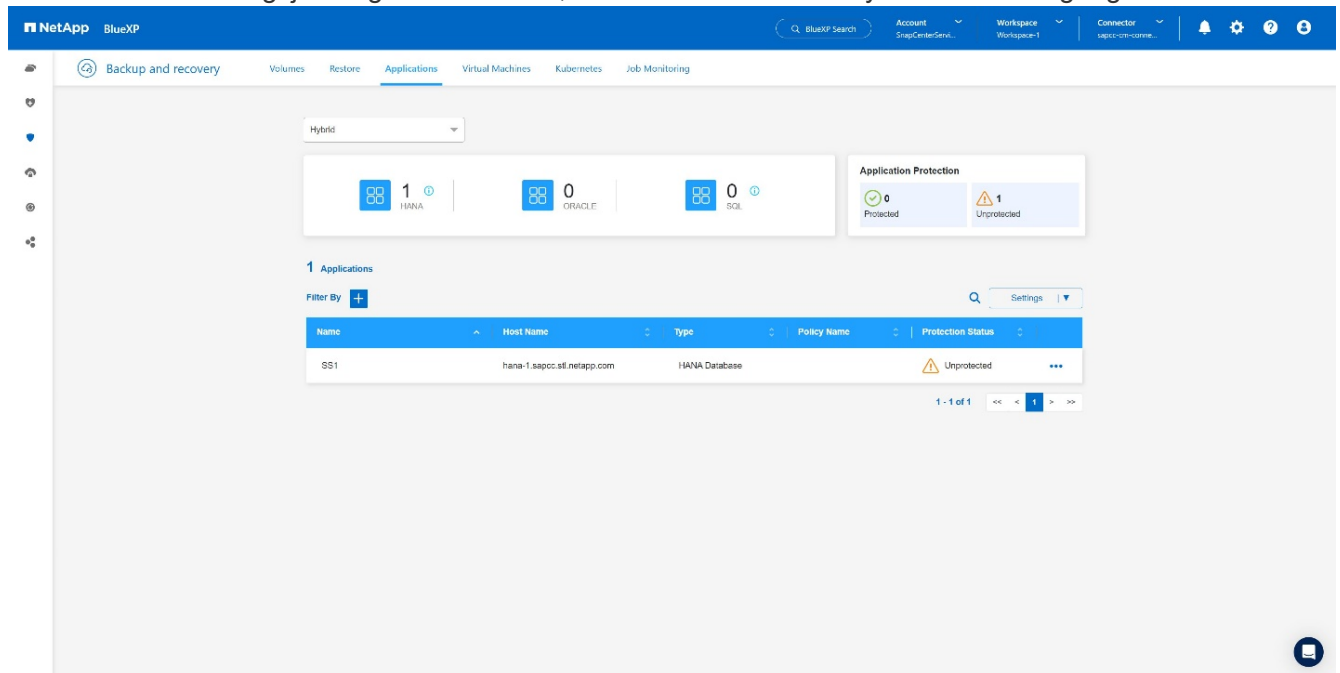 NetApp BlueXP BlueXP Search Account SnapCenterServi... Workspace Workspace-1 Connector sapcc-cm-conne...
Backup and recovery Volumes Restore Applications Virtual Machines Kubernetes Job Monitoring
Hybrid
1 HANA
0 ORACLE
0 SQL
Application Protection
0 Protected
1 Unprotected
1 Applications
Filter By
Settings
Name Host Name Type Policy Name Protection Status
SS1 hana-1.sapcc.stl.netapp.com HANA Database Unprotected
1 - 1 of 1 << < 1 > >>